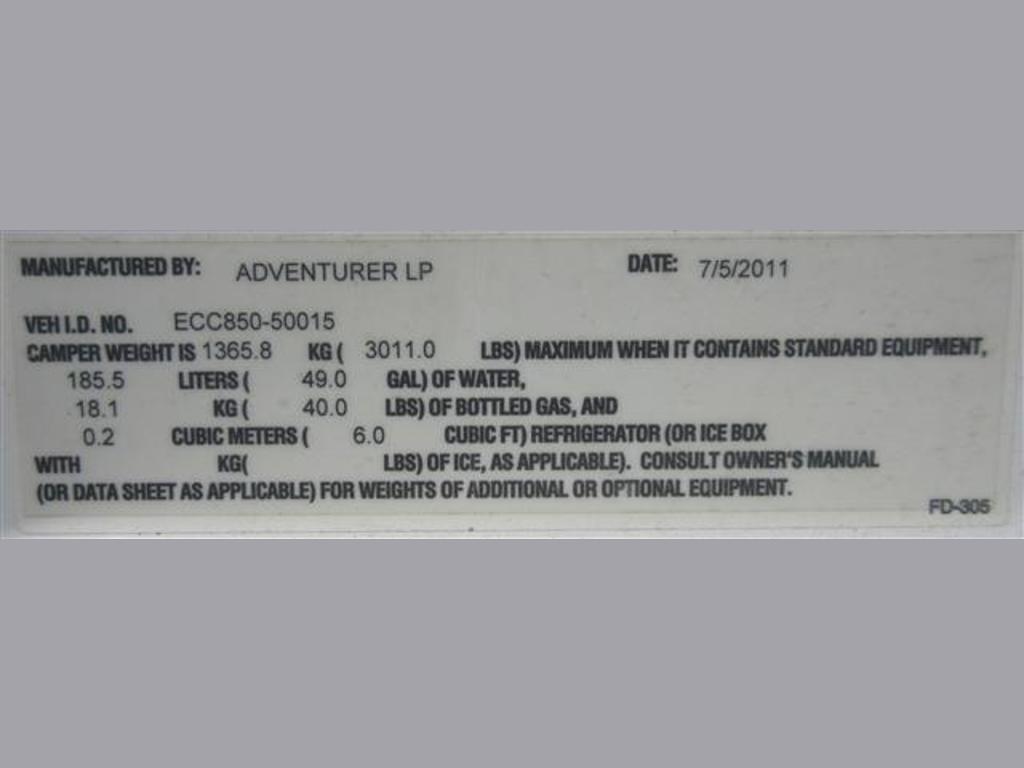 MANUFACTURED BY: ADVENTURER LP DATE: 7/5/2011
VEH I.D. NO. ECC850-50015
CAMPER WEIGHT IS 1365.8 KG ( 3011.0 LBS) MAXIMUM WHEN IT CONTAINS STANDARD EQUIPMENT,
185.5 LITERS ( 49.0 GAL) OF WATER,
18.1 KG ( 40.0 LBS) OF BOTTLED GAS, AND
0.2 CUBIC METERS ( 6.0 CUBIC FT) REFRIGERATOR (OR ICE BOX
WITH KG( LBS) OF ICE, AS APPLICABLE). CONSULT OWNER'S MANUAL
(OR DATA SHEET AS APPLICABLE) FOR WEIGHTS OF ADDITIONAL OR OPTIONAL EQUIPMENT.
FD-305